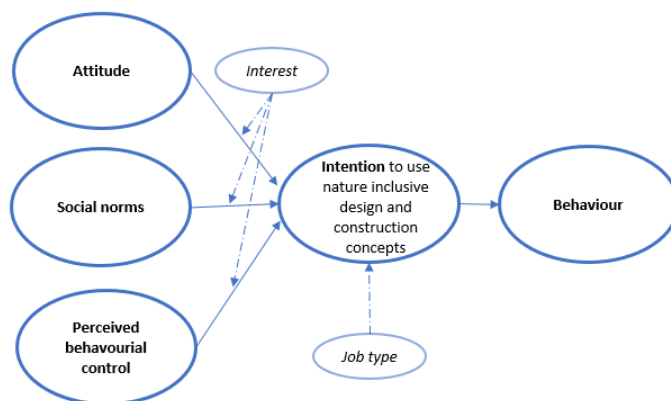 Attitude
Interest
Social norms
Intention to use
nature inclusive
design and
construction
concepts
Behaviour
Perceived
behavourial
control
Job type